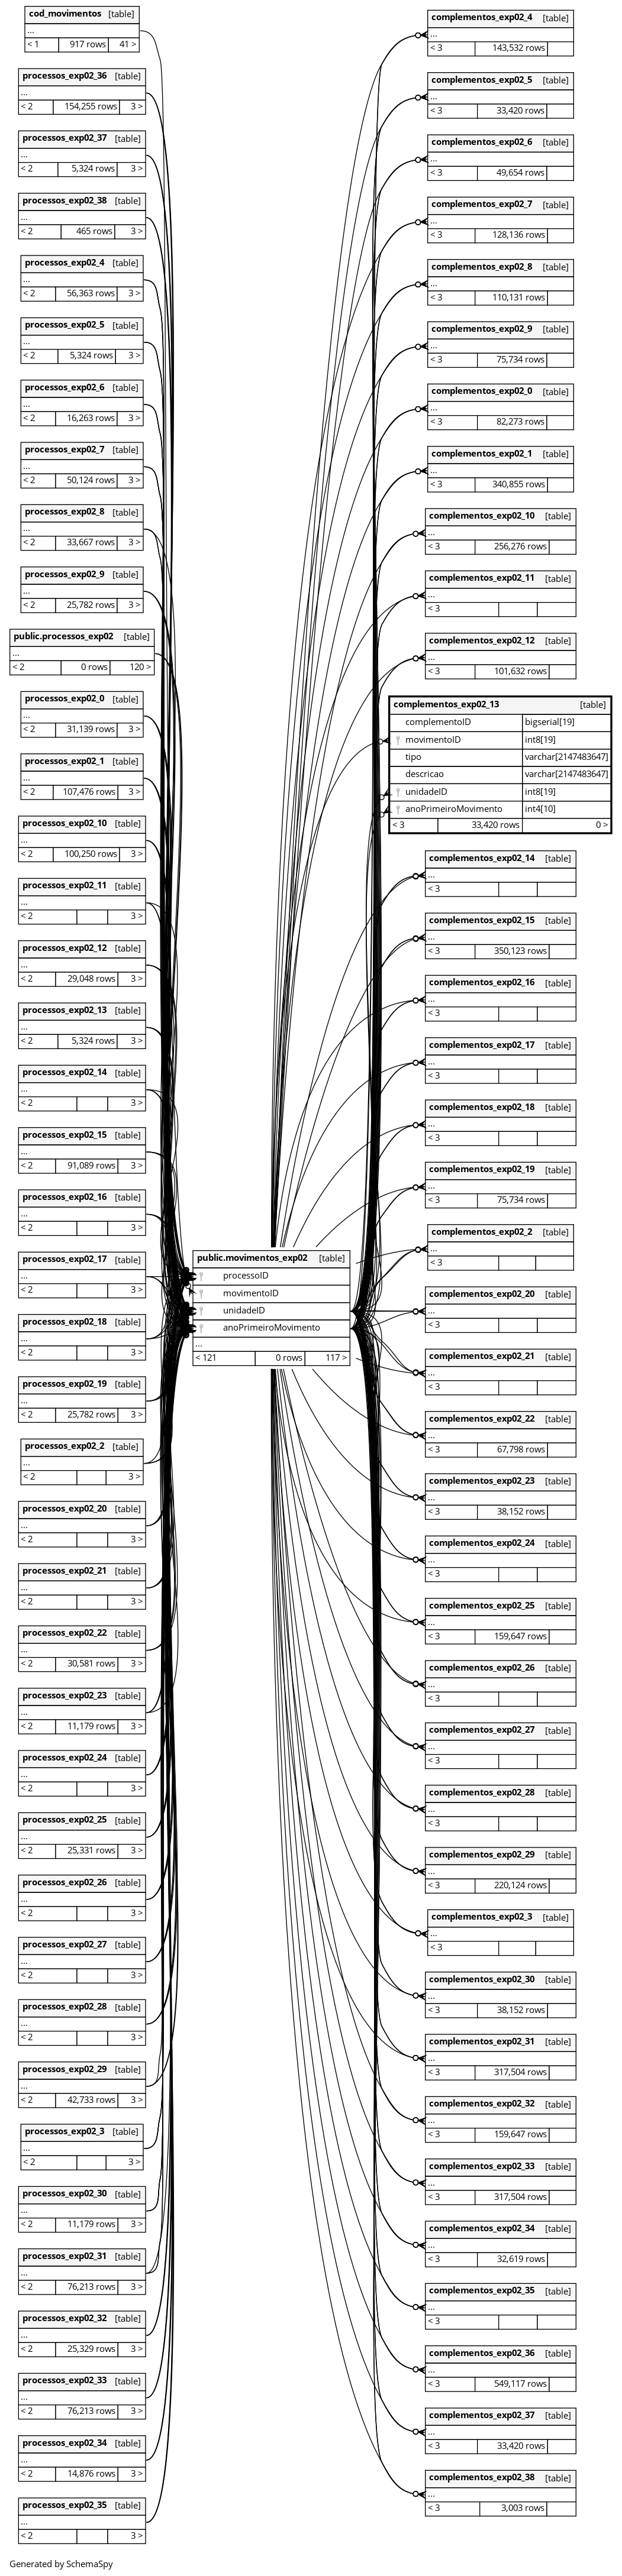 cod_movimentos [table]
...
< 1 917 rows 41 >
processos_exp02_36 [table]
...
< 2 154,255 rows 3 >
processos_exp02_37 [table]
...
< 2 5,324 rows 3 >
processos_exp02_38 [table]
...
< 2 465 rows 3 >
processos_exp02_4 [table]
...
< 2 56,363 rows 3 >
processos_exp02_5 [table]
...
< 2 5,324 rows 3 >
processos_exp02_6 [table]
...
< 2 16,263 rows 3 >
processos_exp02_7 [table]
...
< 2 50,124 rows 3 >
processos_exp02_8 [table]
...
< 2 33,667 rows 3 >
processos_exp02_9 [table]
...
< 2 25,782 rows 3 >
public.processos_exp02 [table]
...
< 2 0 rows 120 >
processos_exp02_0 [table]
...
< 2 31,139 rows 3 >
processos_exp02_1 [table]
...
< 2 107,476 rows 3 >
processos_exp02_10 [table]
...
< 2 100,250 rows 3 >
processos_exp02_11 [table]
...
< 2 3 >
processos_exp02_12 [table]
...
< 2 29,048 rows 3 >
processos_exp02_13 [table]
...
< 2 5,324 rows 3 >
processos_exp02_14 [table]
...
< 2 3 >
processos_exp02_15 [table]
...
< 2 91,089 rows 3 >
processos_exp02_16 [table]
...
< 2 3 >
processos_exp02_17 [table]
...
< 2 3 >
processos_exp02_18 [table]
...
< 2 3 >
processos_exp02_19 [table]
...
< 2 25,782 rows 3 >
processos_exp02_2 [table]
...
< 2 3 >
processos_exp02_20 [table]
...
< 2 3 >
processos_exp02_21 [table]
...
< 2 3 >
processos_exp02_22 [table]
...
< 2 30,581 rows 3 >
processos_exp02_23 [table]
...
< 2 11,179 rows 3 >
processos_exp02_24 [table]
...
< 2 3 >
processos_exp02_25 [table]
...
< 2 25,331 rows 3 >
processos_exp02_26 [table]
...
< 2 3 >
processos_exp02_27 [table]
...
< 2 3 >
processos_exp02_28 [table]
...
< 2 3 >
processos_exp02_29 [table]
...
< 2 42,733 rows 3 >
processos_exp02_3 [table]
...
< 2 3 >
processos_exp02_30 [table]
...
< 2 11,179 rows 3 >
processos_exp02_31 [table]
...
< 2 76,213 rows 3 >
processos_exp02_32 [table]
...
< 2 25,329 rows 3 >
processos_exp02_33 [table]
...
< 2 76,213 rows 3 >
processos_exp02_34 [table]
...
< 2 14,876 rows 3 >
processos_exp02_35 [table]
...
< 2 3 >
public.movimentos_exp02 [table]
processoID
movimentoID
unidadeID
anoPrimeiroMovimento
...
< 121 0 rows 117 >
complementos_exp02_4 [table]
...
< 3 143,532 rows
complementos_exp02_5 [table]
...
< 3 33,420 rows
complementos_exp02_6 [table]
...
< 3 49,654 rows
complementos_exp02_7 [table]
...
< 3 128,136 rows
complementos_exp02_8 [table]
...
< 3 110,131 rows
complementos_exp02_9 [table]
...
< 3 75,734 rows
complementos_exp02_0 [table]
...
< 3 82,273 rows
complementos_exp02_1 [table]
...
< 3 340,855 rows
complementos_exp02_10 [table]
...
< 3 256,276 rows
complementos_exp02_11 [table]
...
< 3
complementos_exp02_12 [table]
...
< 3 101,632 rows
complementos_exp02_13 [table]
complementoID bigserial[19]
movimentoID int8[19]
tipo varchar[2147483647]
descricao varchar[2147483647]
unidadeID int8[19]
anoPrimeiroMovimento int4[10]
< 3 33,420 rows 0 >
complementos_exp02_14 [table]
...
< 3
complementos_exp02_15 [table]
...
< 3 350,123 rows
complementos_exp02_16 [table]
...
< 3
complementos_exp02_17 [table]
...
< 3
complementos_exp02_18 [table]
...
< 3
complementos_exp02_19 [table]
...
< 3 75,734 rows
complementos_exp02_2 [table]
...
< 3
complementos_exp02_20 [table]
...
< 3
complementos_exp02_21 [table]
...
< 3
complementos_exp02_22 [table]
...
< 3 67,798 rows
complementos_exp02_23 [table]
...
< 3 38,152 rows
complementos_exp02_24 [table]
...
< 3
complementos_exp02_25 [table]
...
< 3 159,647 rows
complementos_exp02_26 [table]
...
< 3
complementos_exp02_27 [table]
...
< 3
complementos_exp02_28 [table]
...
< 3
complementos_exp02_29 [table]
...
< 3 220,124 rows
complementos_exp02_3 [table]
...
< 3
complementos_exp02_30 [table]
...
< 3 38,152 rows
complementos_exp02_31 [table]
...
< 3 317,504 rows
complementos_exp02_32 [table]
...
< 3 159,647 rows
complementos_exp02_33 [table]
...
< 3 317,504 rows
complementos_exp02_34 [table]
...
< 3 32,619 rows
complementos_exp02_35 [table]
...
< 3
complementos_exp02_36 [table]
...
< 3 549,117 rows
complementos_exp02_37 [table]
...
< 3 33,420 rows
complementos_exp02_38 [table]
...
< 3 3,003 rows
Generated by SchemaSpy